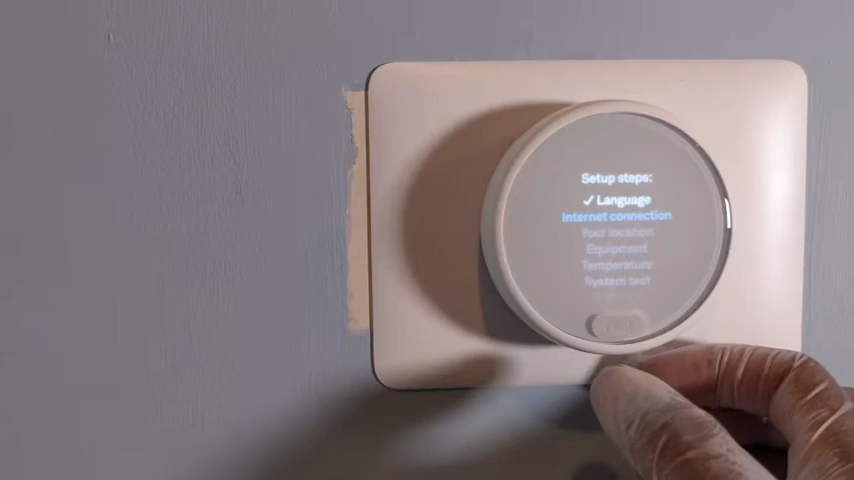 Setup steps:
✓ Language
Internet connection
Your location
Equipment
Temperature
System test